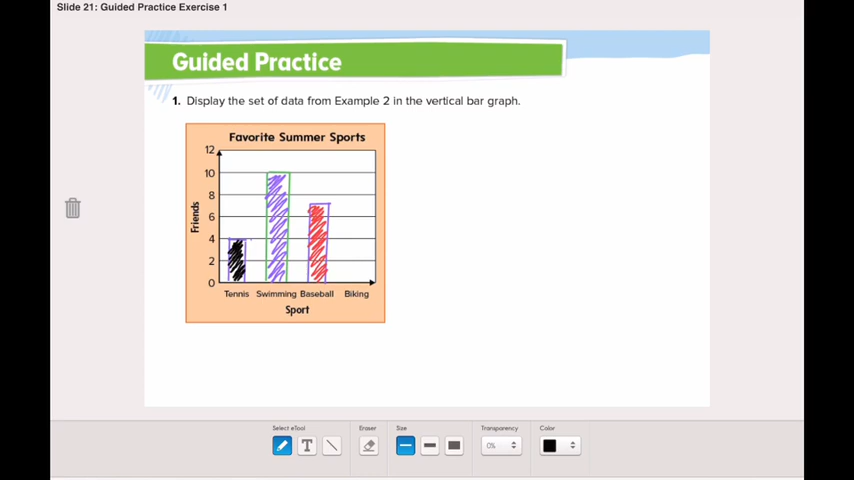 Slide 21: Guided Practice Exercise 1
Guided Practice
1. Display the set of data from Example 2 in the vertical bar graph.
Favorite Summer Sports
12
10
8
6
4
2
0
Friends
Tennis Swimming Baseball Biking
Sport
Select eTool Eraser Size Transparency Color
T 0%